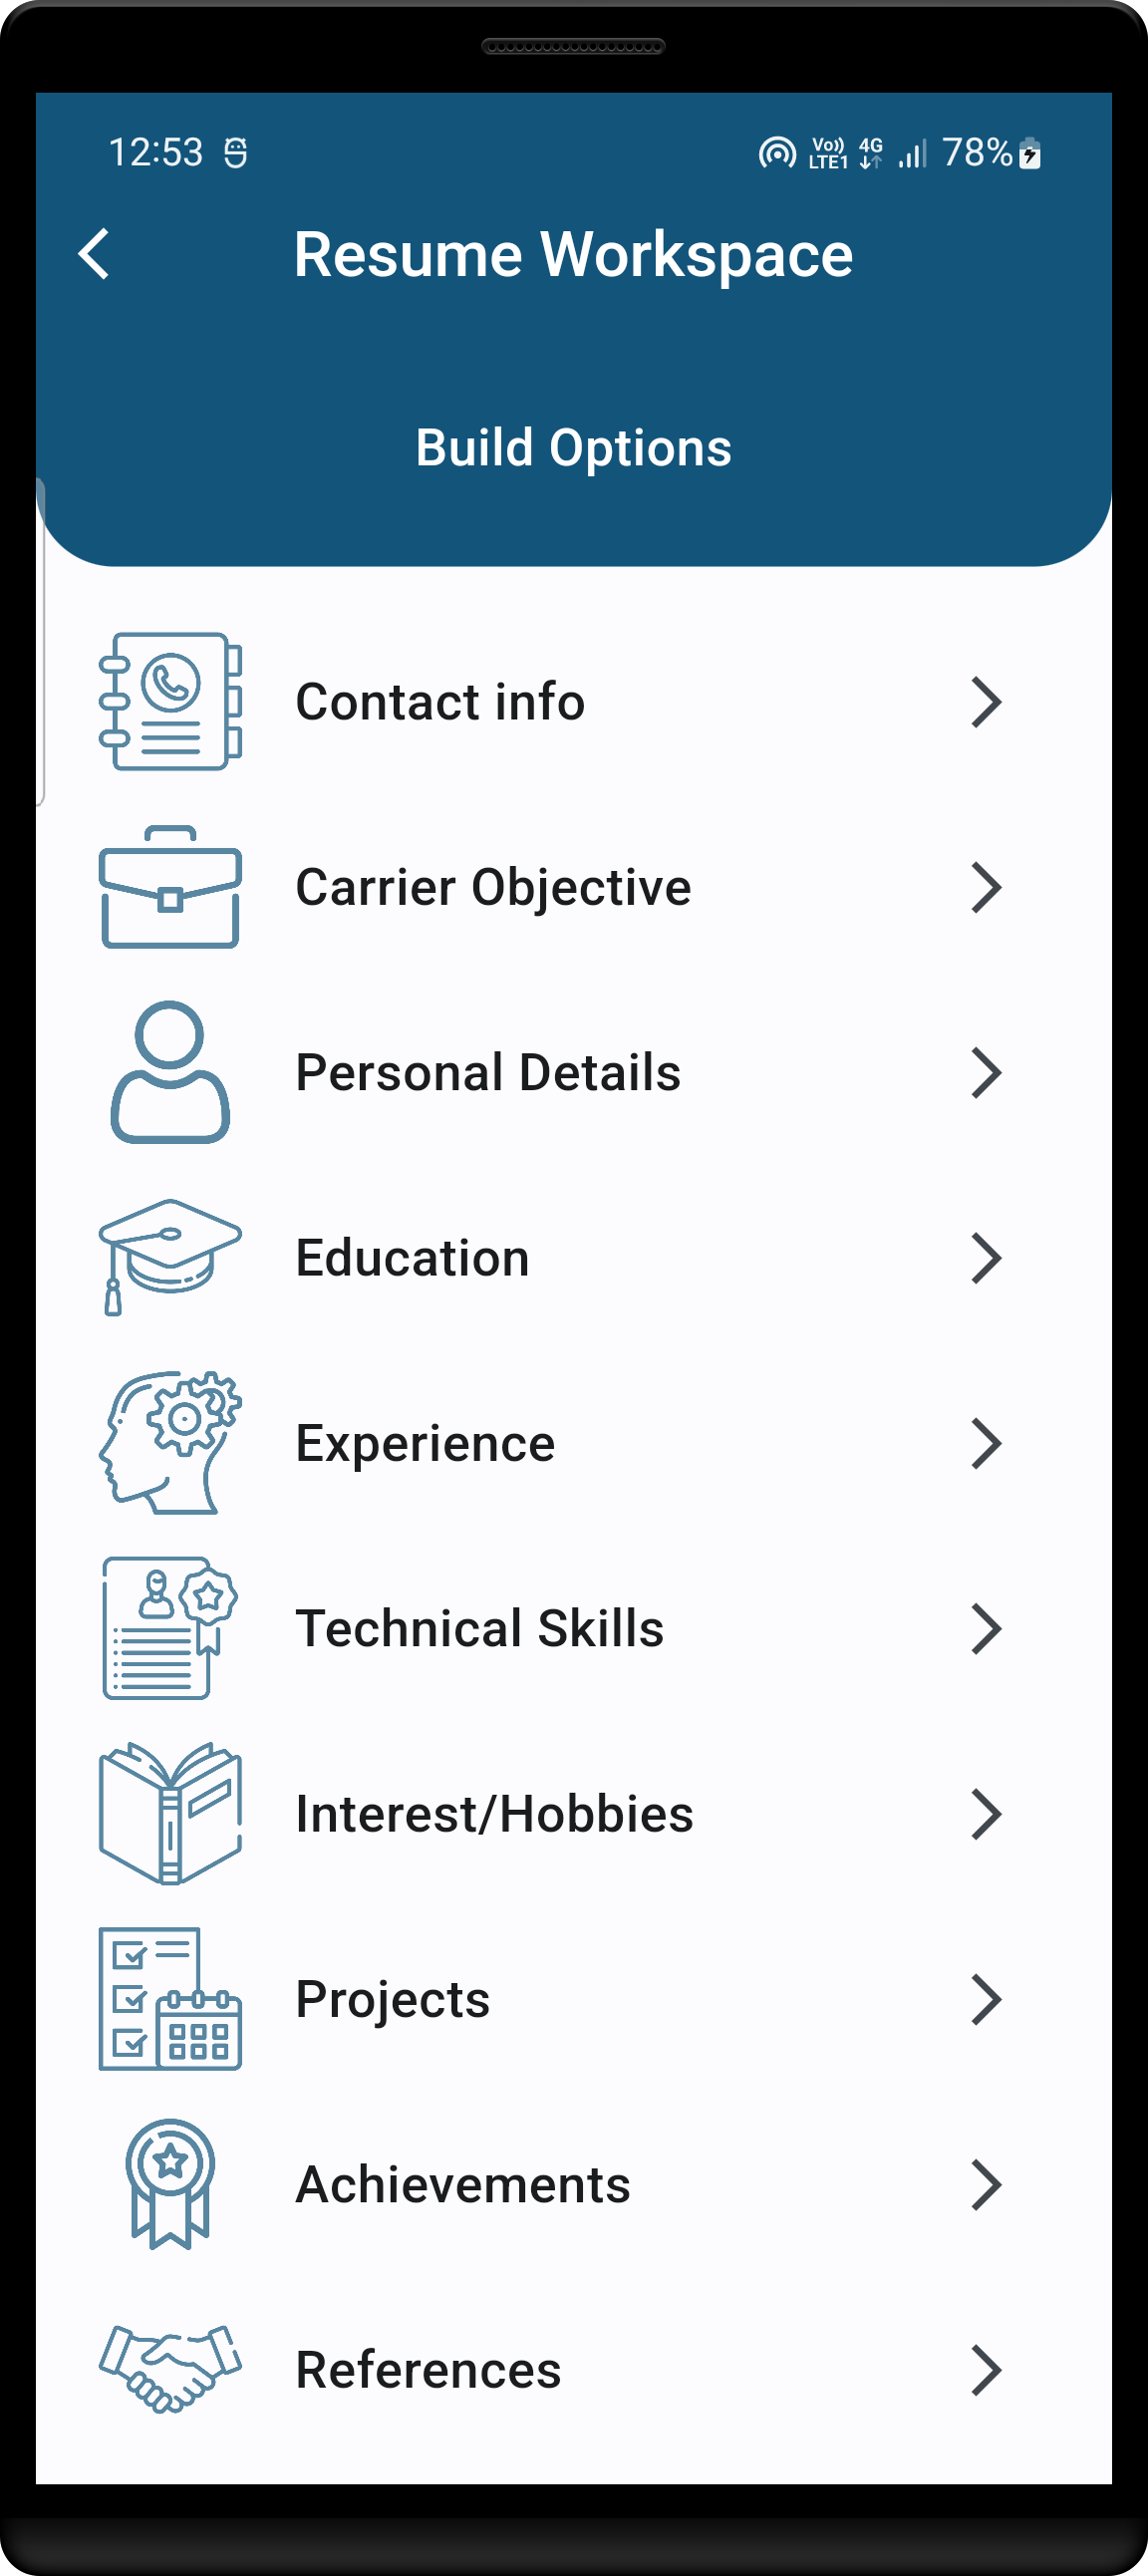 12:53 Vo)) LTE1 4G 78%
Resume Workspace
Build Options
Contact info
Carrier Objective
Personal Details
Education
Experience
Technical Skills
Interest/Hobbies
Projects
Achievements
References